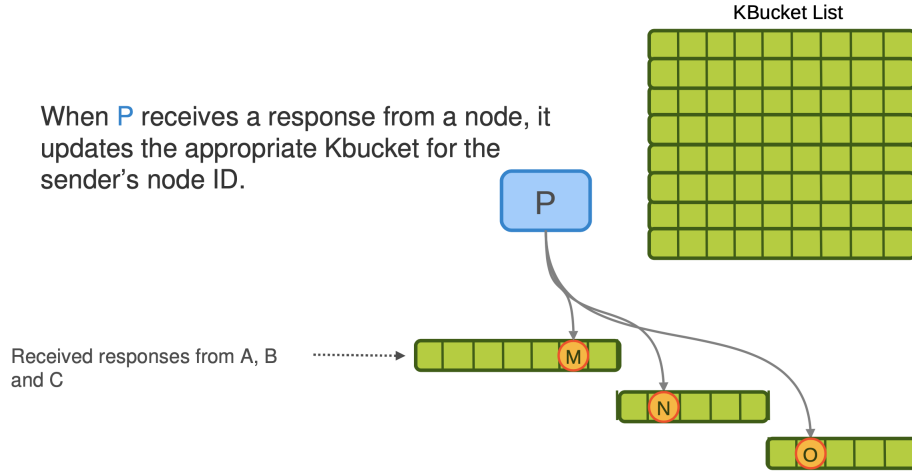 KBucket List
When P receives a response from a node, it
updates the appropriate Kbucket for the
sender's node ID.
P
Received responses from A, B
and C
M
N
O